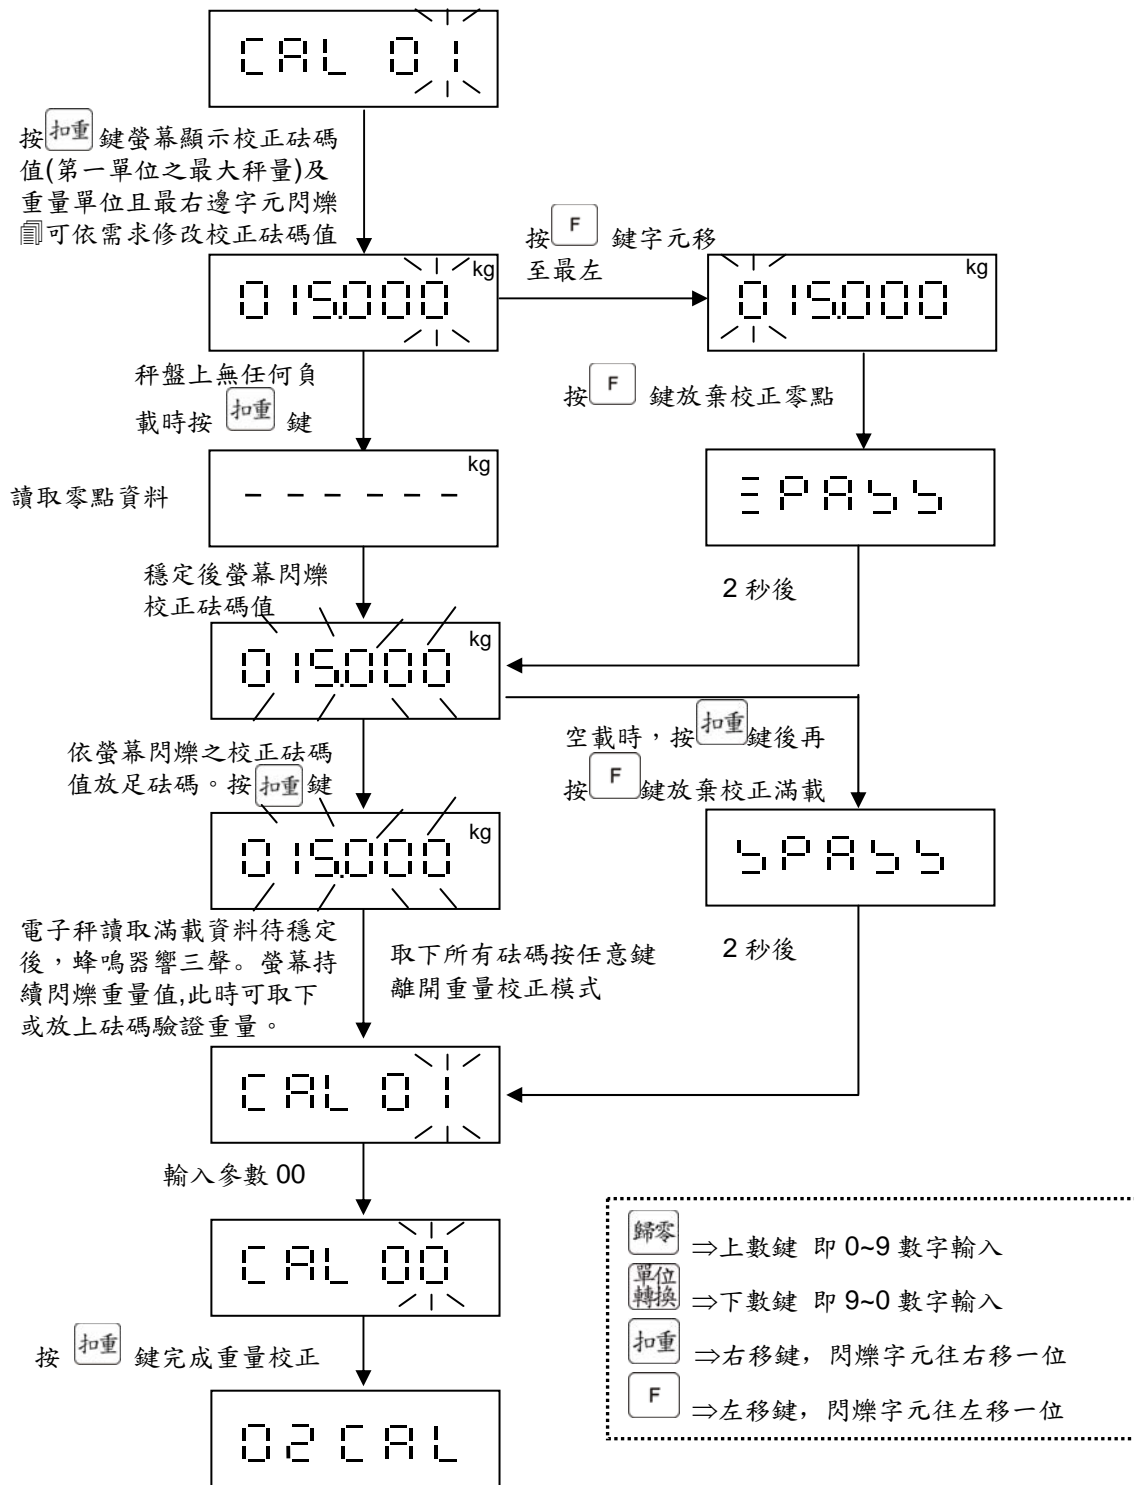 CAL 01
按 扣重 鍵螢幕顯示校正砝碼
值(第一單位之最大秤量)及
重量單位且最右邊字元閃爍
可依需求修改校正砝碼值
按 F 鍵字元移
至最左
kg
015.000
kg
015.000
秤盤上無任何負
載時按 扣重 鍵
按 F 鍵放棄校正零點
kg
讀取零點資料
- - - - - -
PASS
穩定後螢幕閃爍
校正砝碼值
2 秒後
kg
015.000
依螢幕閃爍之校正砝碼
值放足砝碼。按 扣重 鍵
空載時，按 扣重 鍵後再
按 F 鍵放棄校正滿載
kg
015.000
SPASS
電子秤讀取滿載資料待穩定
後，蜂鳴器響三聲。螢幕持
續閃爍重量值,此時可取下
或放上砝碼驗證重量。
取下所有砝碼按任意鍵
離開重量校正模式
2 秒後
CAL 01
輸入參數 00
CAL 00
按 扣重 鍵完成重量校正
02CAL
歸零 ⇒上數鍵 即 0~9 數字輸入
單位轉換 ⇒下數鍵 即 9~0 數字輸入
扣重 ⇒右移鍵，閃爍字元往右移一位
F ⇒左移鍵，閃爍字元往左移一位